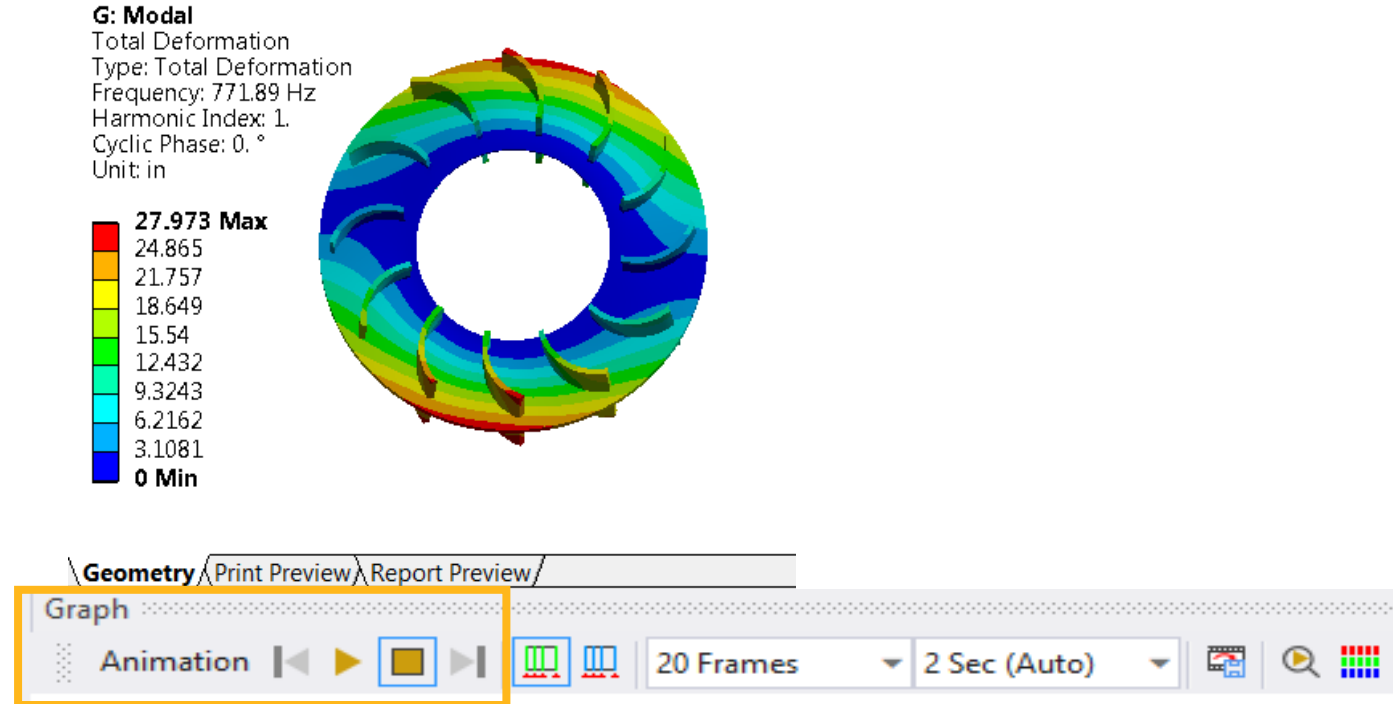 G: Modal
Total Deformation
Type: Total Deformation
Frequency: 771.89 Hz
Harmonic Index: 1.
Cyclic Phase: 0. °
Unit: in
27.973 Max
24.865
21.757
18.649
15.54
12.432
9.3243
6.2162
3.1081
0 Min
Geometry Print Preview Report Preview
Graph
Animation 20 Frames 2 Sec (Auto)